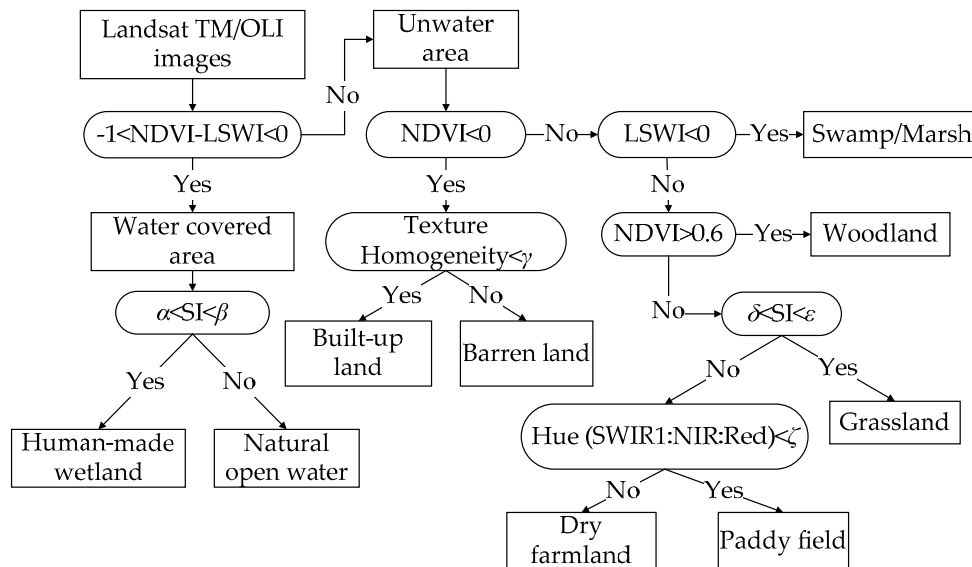 Landsat TM/OLI
images
Unwater
area
No
-1<NDVI-LSWI<0
NDVI<0
No
LSWI<0
Yes
Swamp/Marsh
Yes
Yes
No
Water covered
area
Texture
Homogeneity<γ
NDVI>0.6
Yes
Woodland
α<SI<β
Yes
No
No
δ<SI<ε
Built-up
land
Barren land
Yes
No
No
Yes
Human-made
wetland
Natural
open water
Hue (SWIR1:NIR:Red)<ζ
Grassland
No
Yes
Dry
farmland
Paddy field